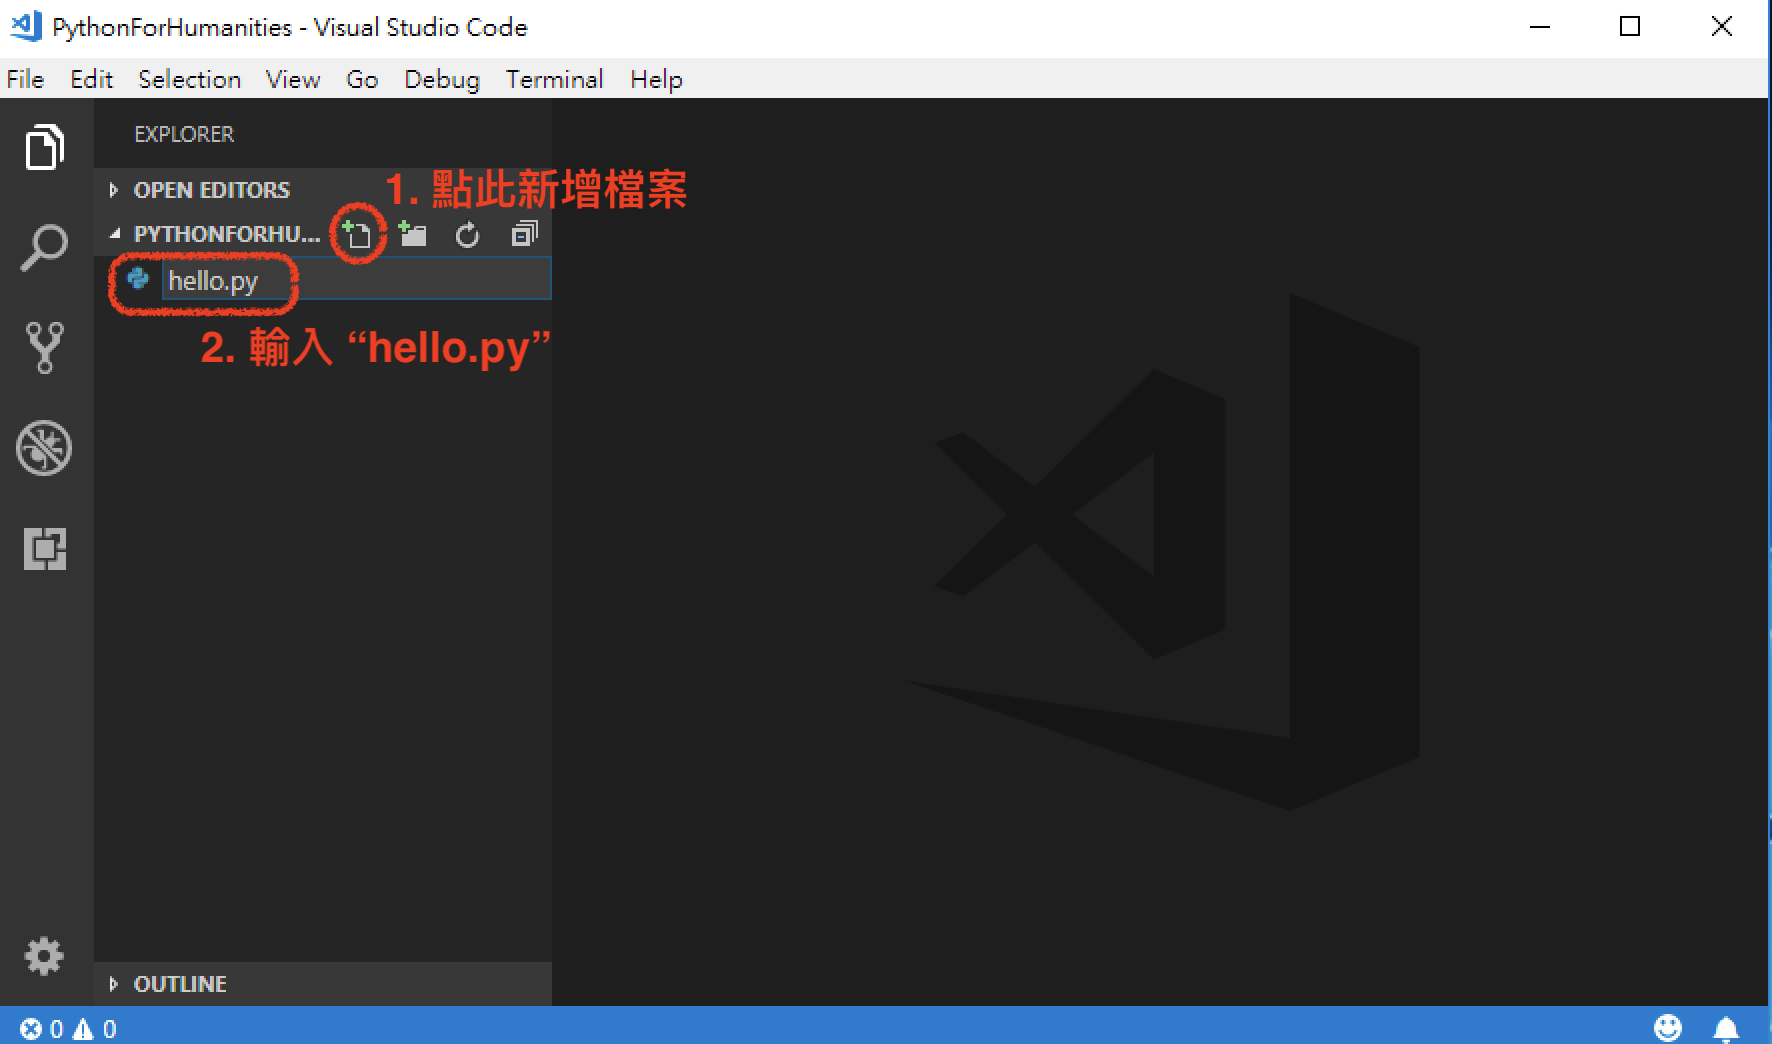 PythonForHumanities - Visual Studio Code
File Edit Selection View Go Debug Terminal Help
EXPLORER
OPEN EDITORS
1. 點此新增檔案
PYTHONFORHU...
hello.py
2. 輸入 “hello.py”
OUTLINE
0 0